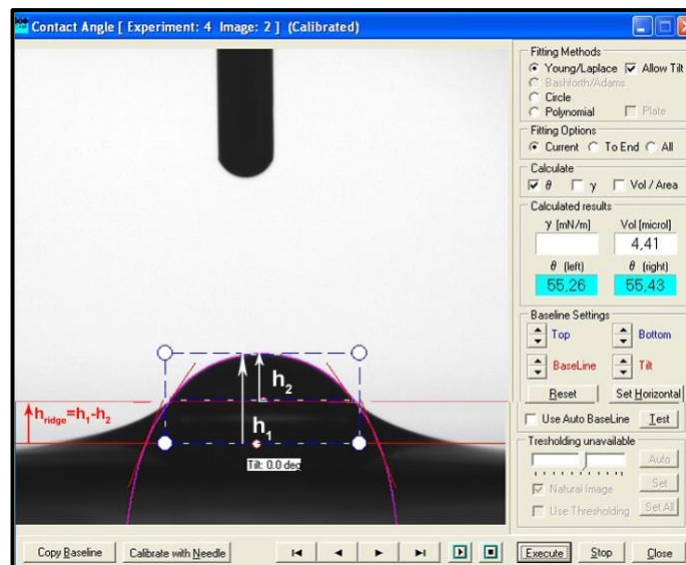 Contact Angle [ Experiment: 4 Image: 2 ] (Calibrated)
Fitting Methods
Young/Laplace Allow Tilt
Bashforth/Adams
Circle
Polynomial Plate
Fitting Options
Current To End All
Calculate
θ γ Vol / Area
Calculated results
γ [mN/m] Vol [microl]
4,41
θ (left) θ (right)
55,26 55,43
Baseline Settings
Top Bottom
BaseLine Tilt
Reset Set Horizontal
Use Auto BaseLine Test
Tresholding unavailable
Auto
Natural Image Set
Use Thresholding Set All
h2
hridge=h1-h2
h1
Tilt: 0.0 deg
Copy Baseline Calibrate with Needle Execute Stop Close